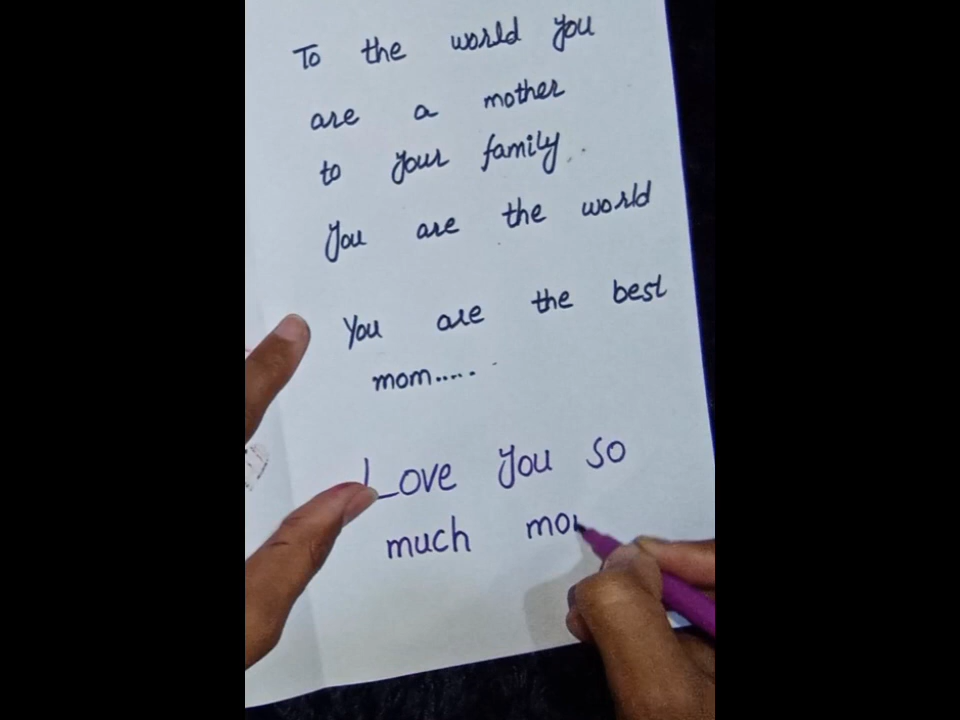 To the world you
are a mother
to your family
You are the world
You are the best
mom.....
Love you so
much mo